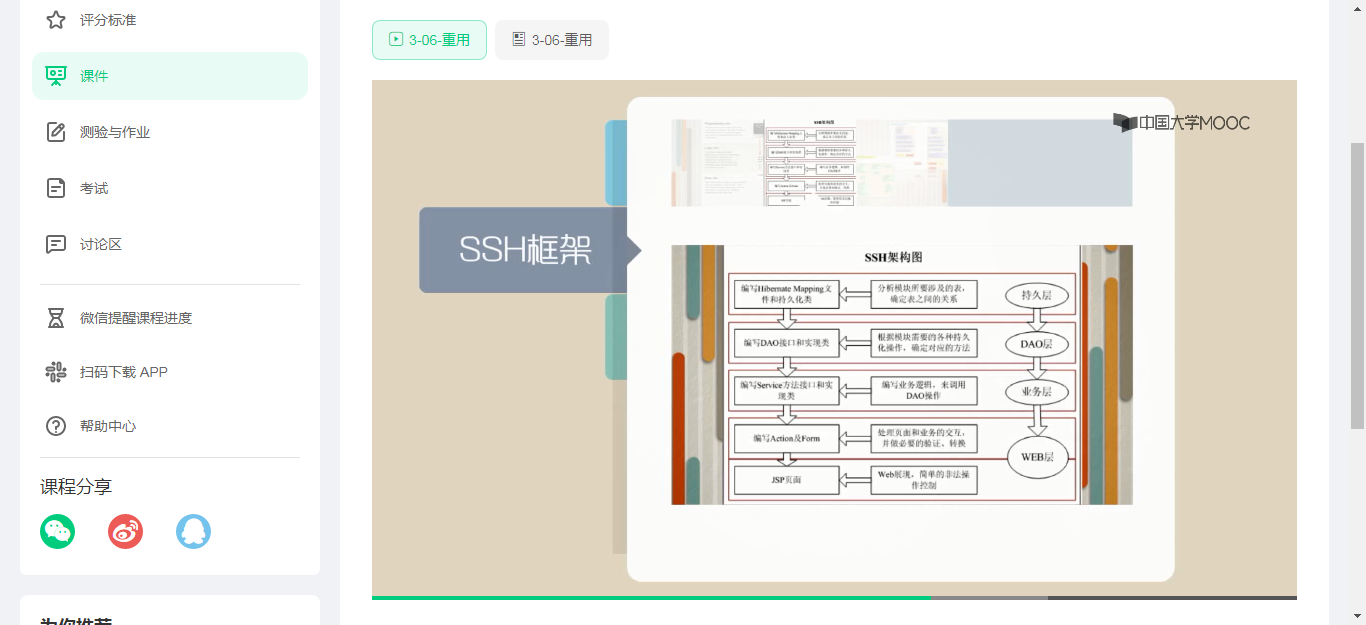 评分标准
课件
测验与作业
考试
讨论区
微信提醒课程进度
扫码下载 APP
帮助中心
课程分享
为你推荐
3-06-重用
3-06-重用
中国大学MOOC
SSH框架
SSH架构图
SSH架构图
编写Hibernate Mapping文
件和持久化类
分析模块所要涉及的表,
确定表之间的关系
持久层
编写DAO接口和实现类
根据模块需要的各种持久
化操作，确定对应的方法
DAO层
编写Service方法接口和实
现类
编写业务逻辑，来调用
DAO操作
业务层
编写Action及Form
处理页面和业务的交互,
并做必要的验证、转换
WEB层
JSP页面
Web展现，简单的非法操
作控制